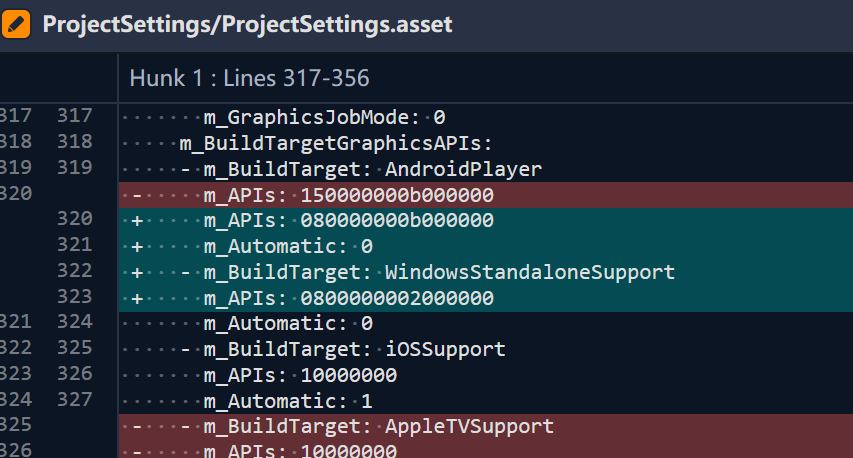 ProjectSettings/ProjectSettings.asset
Hunk 1 : Lines 317-356
317 317 m_GraphicsJobMode: 0
318 318 m_BuildTargetGraphicsAPIs:
319 319 - m_BuildTarget: AndroidPlayer
320 - m_APIs: 150000000b000000
320 + m_APIs: 080000000b000000
321 + m_Automatic: 0
322 + - m_BuildTarget: WindowsStandaloneSupport
323 + m_APIs: 0800000002000000
321 324 m_Automatic: 0
322 325 - m_BuildTarget: iOSSupport
323 326 m_APIs: 10000000
324 327 m_Automatic: 1
325 - - m_BuildTarget: AppleTVSupport
326 - m_APIs: 10000000